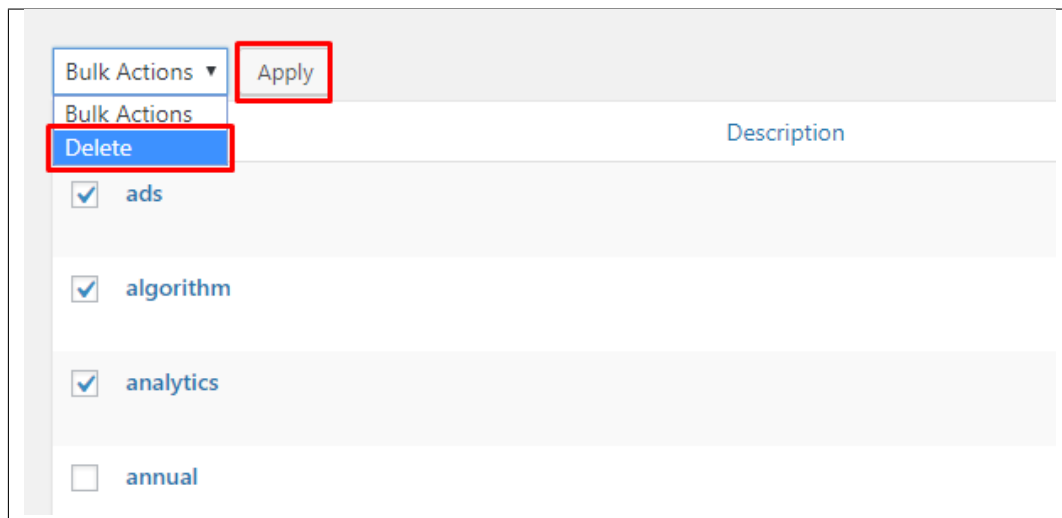 Bulk Actions ▼ Apply
Bulk Actions
Delete
Description
ads
algorithm
analytics
annual